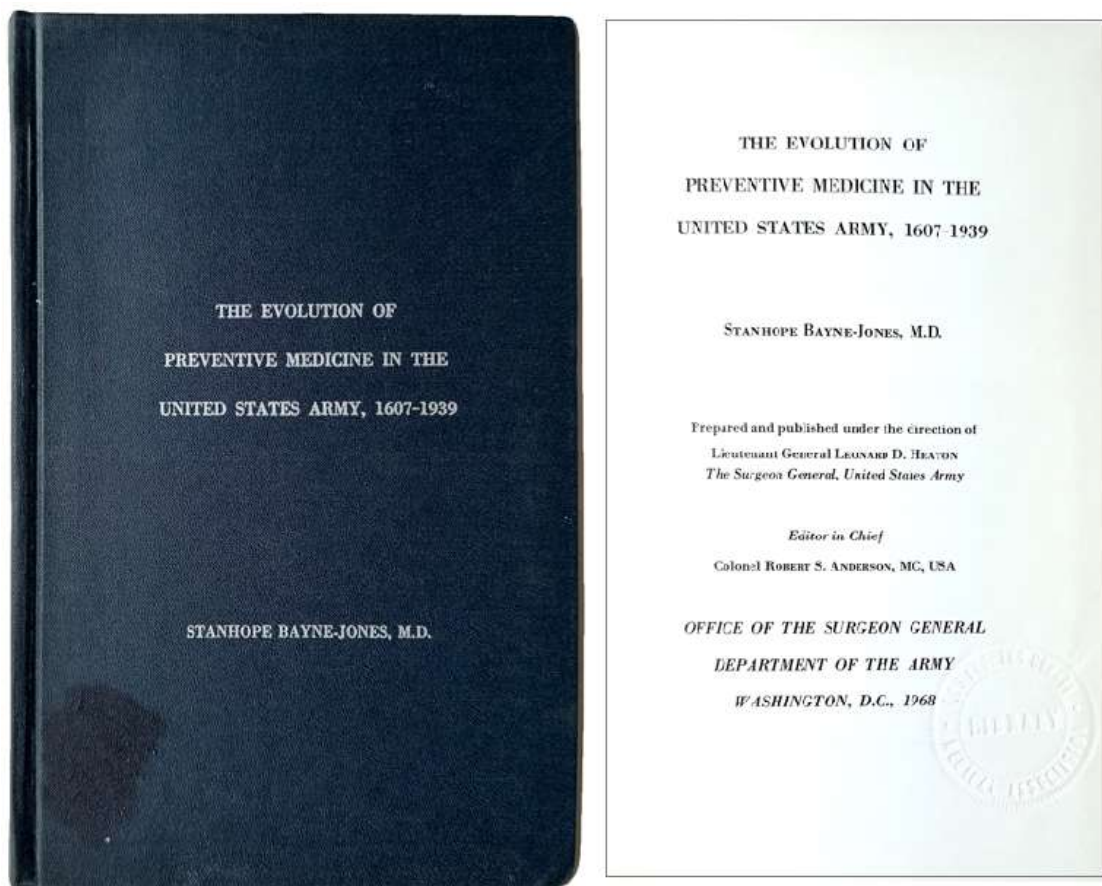 THE EVOLUTION OF
PREVENTIVE MEDICINE IN THE
UNITED STATES ARMY, 1607-1939
STANHOPE BAYNE-JONES, M.D.
THE EVOLUTION OF
PREVENTIVE MEDICINE IN THE
UNITED STATES ARMY, 1607-1939
STANHOPE BAYNE-JONES, M.D.
Prepared and published under the direction of
Lieutenant General LEONARD D. HEATON
The Surgeon General, United States Army
Editor in Chief
Colonel ROBERT S. ANDERSON, MC, USA
OFFICE OF THE SURGEON GENERAL
DEPARTMENT OF THE ARMY
WASHINGTON, D.C., 1968
LIBRARY
MEDICAL ASSOCIATION